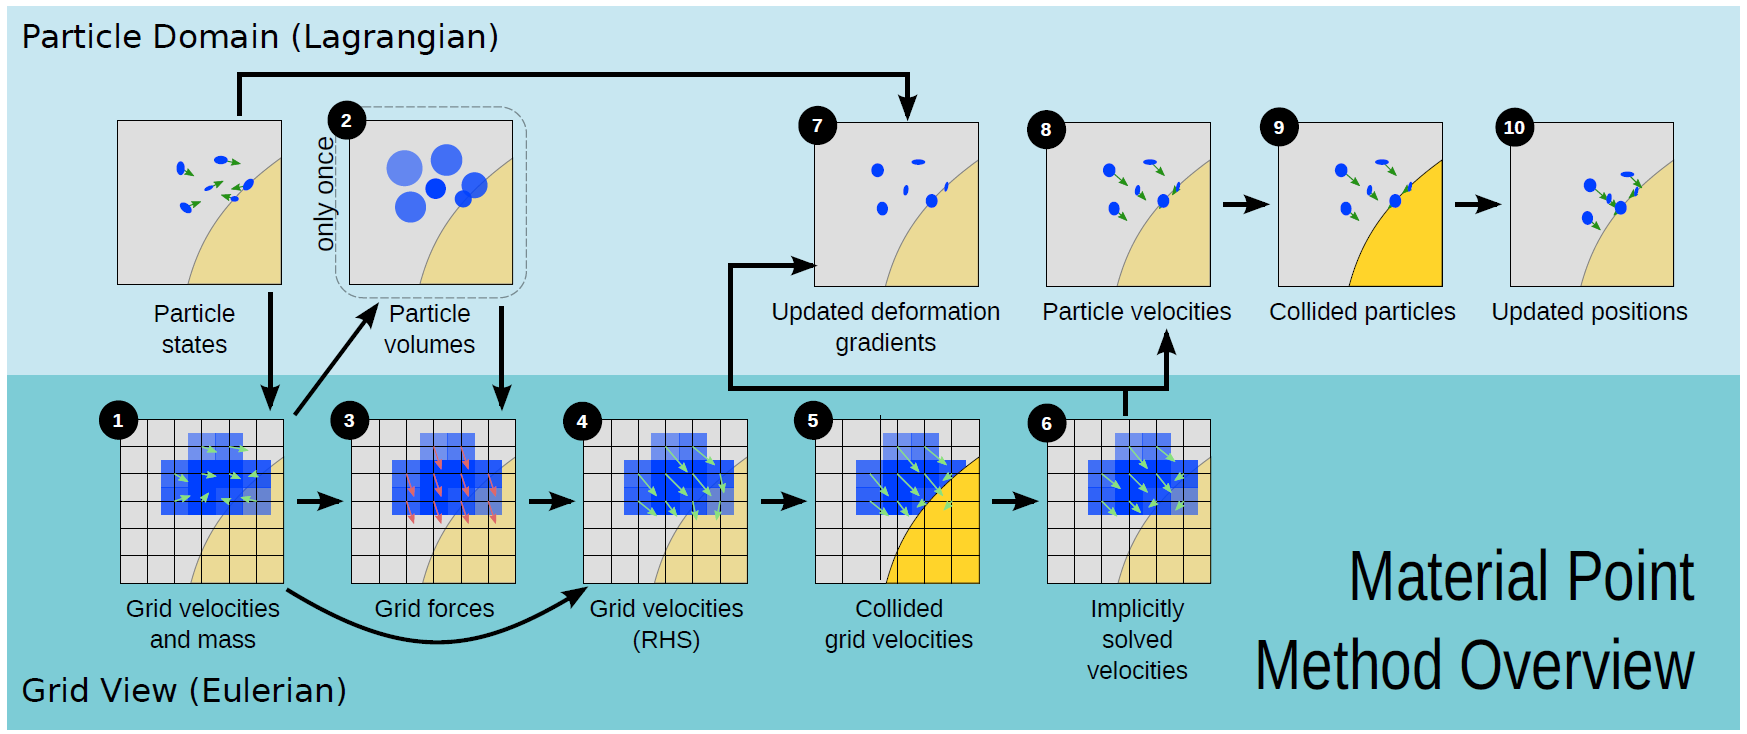 Particle Domain (Lagrangian)
2
only once
7
8
9
10
Particle
states
Particle
volumes
Updated deformation
gradients
Particle velocities
Collided particles
Updated positions
1
3
4
5
6
Grid velocities
and mass
Grid forces
Grid velocities
(RHS)
Collided
grid velocities
Implicitly
solved
velocities
Material Point
Method Overview
Grid View (Eulerian)